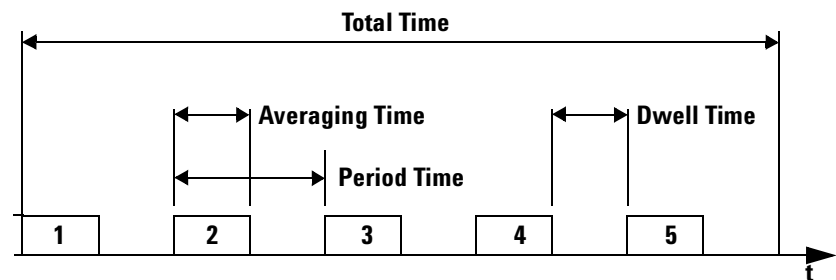 Total Time
Averaging Time
Dwell Time
Period Time
1 2 3 4 5
t